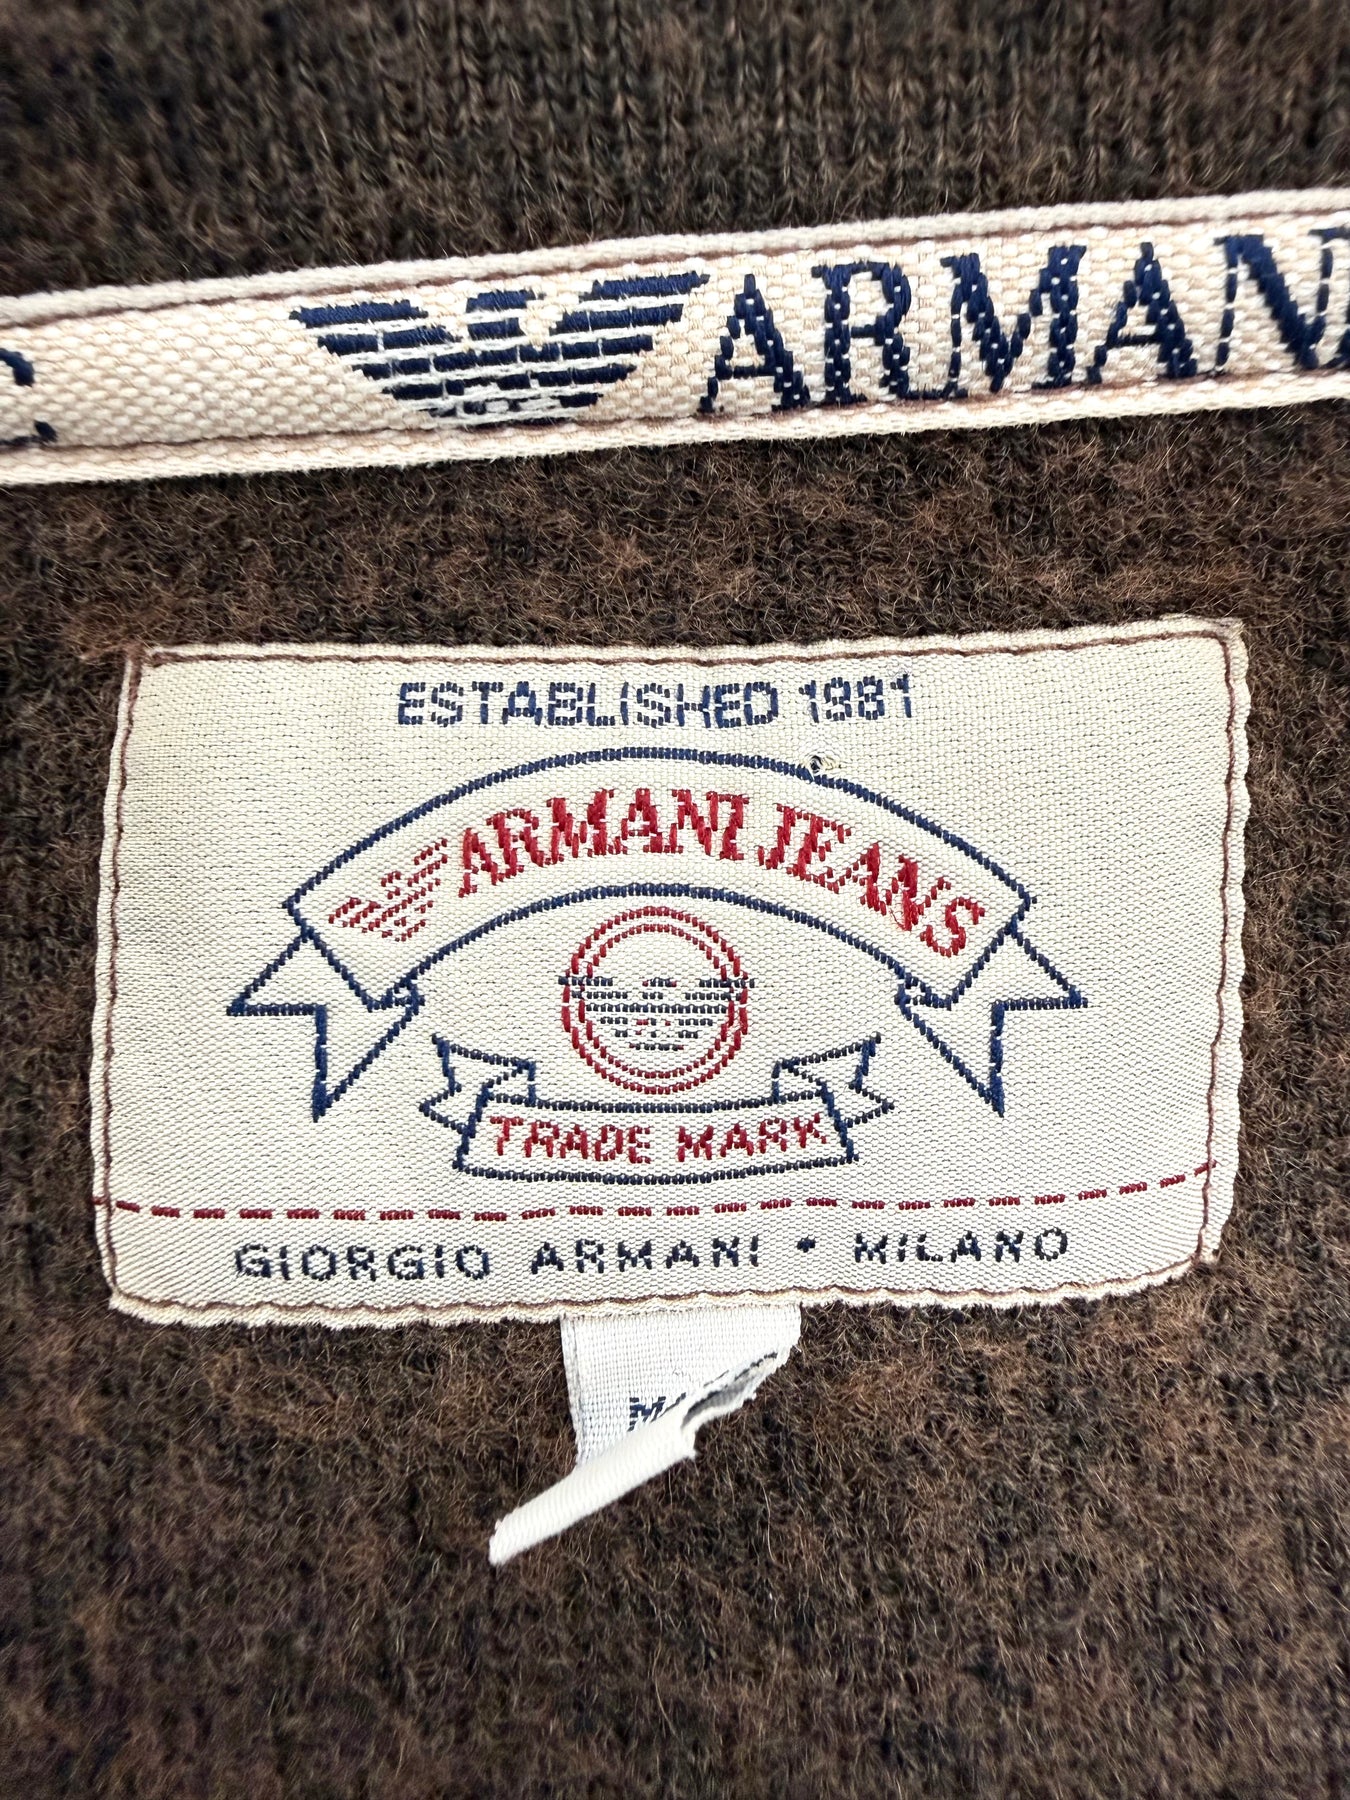 ARMANI
ESTABLISHED 1981
ARMANI JEANS
TRADE MARK
GIORGIO ARMANI • MILANO